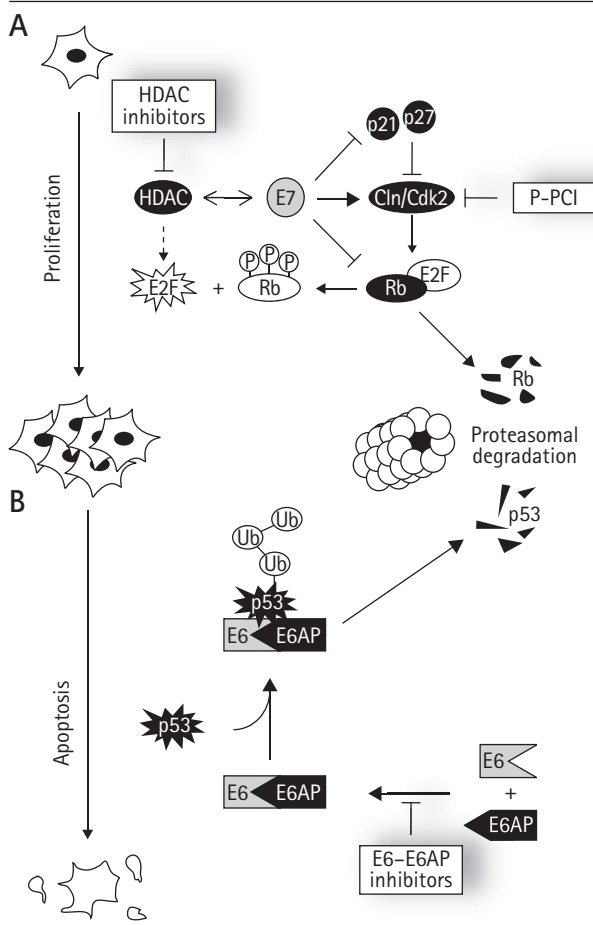 A
HDAC
inhibitors
p21
p27
HDAC
E7
Cln/Cdk2
P-PCI
Proliferation
P
P
P
E2F
+
Rb
Rb
E2F
Rb
Proteasomal
degradation
B
p53
Ub
Ub
Ub
p53
E6
E6AP
Apoptosis
p53
E6
E6AP
E6
+
E6AP
E6–E6AP
inhibitors